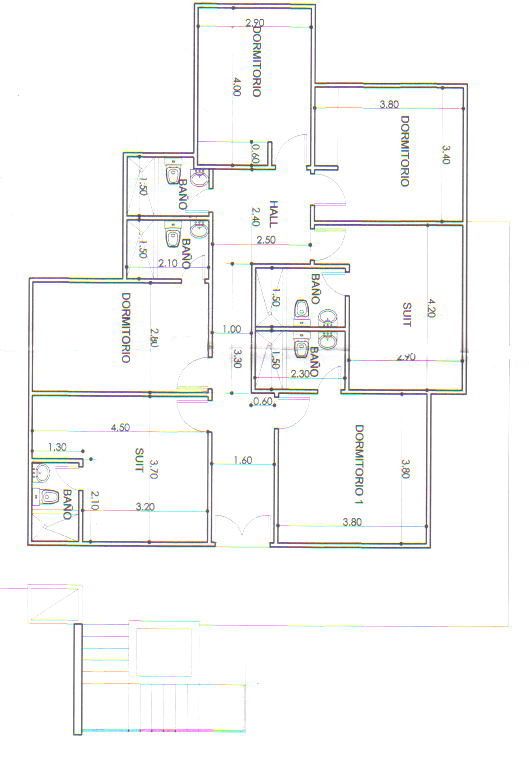 2.90
DORMITORIO
4.00
0.60
3.80
DORMITORIO
3.40
BAÑO
1.50
HALL
2.40
2.50
BAÑO
1.50
2.10
SUIT
4.20
2.90
BAÑO
1.50
BAÑO
1.50
2.30
DORMITORIO
2.80
1.00
3.30
0.60
4.50
1.30
SUIT
3.70
3.20
BAÑO
2.10
1.60
DORMITORIO 1
3.80
3.80